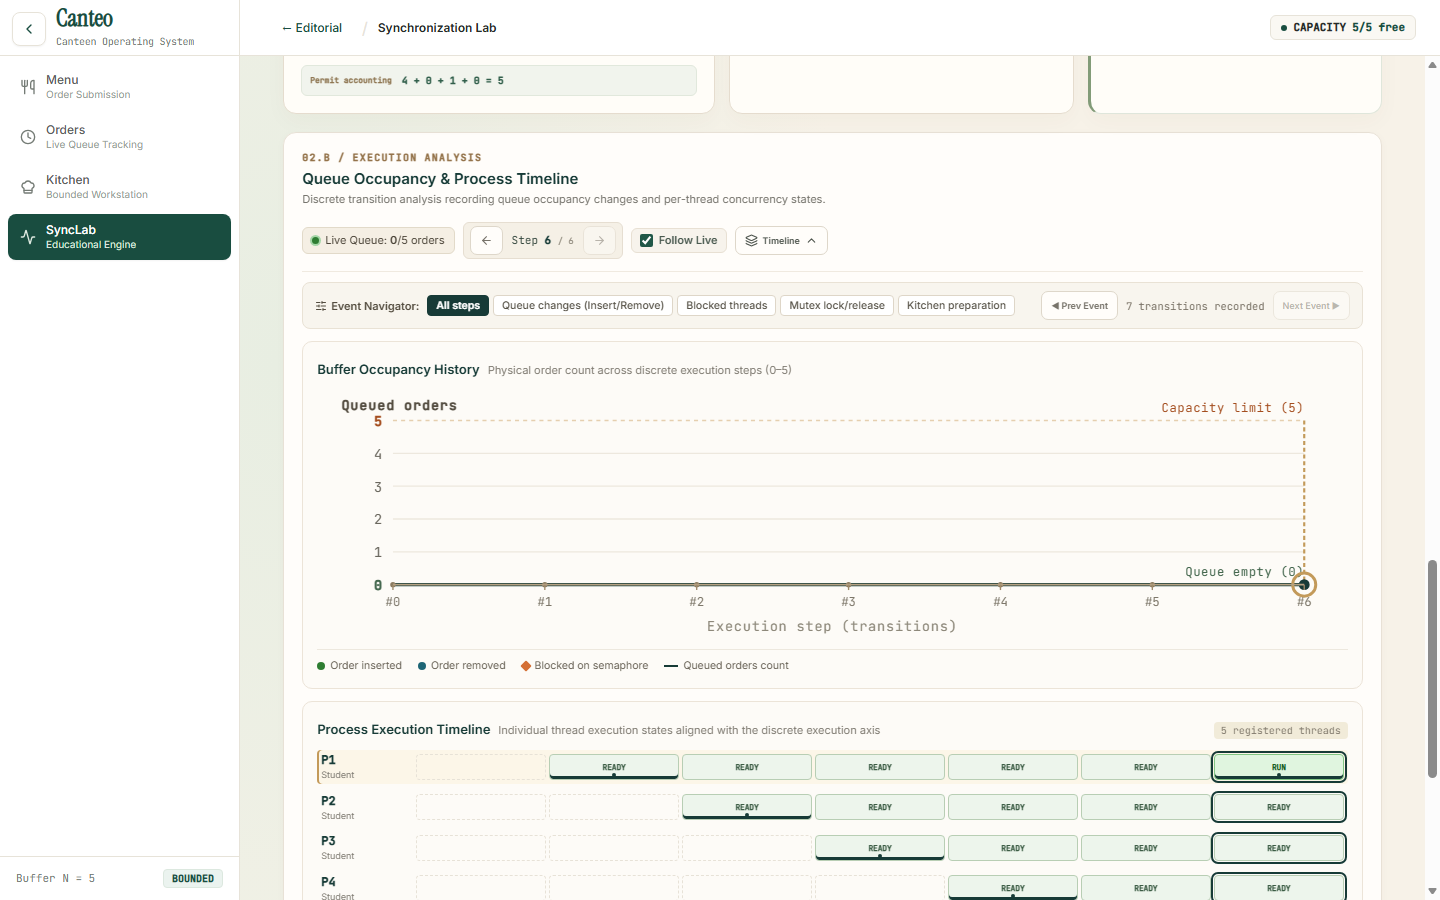 Canteo
Canteen Operating System
← Editorial / Synchronization Lab
CAPACITY 5/5 free
Menu
Order Submission
Orders
Live Queue Tracking
Kitchen
Bounded Workstation
SyncLab
Educational Engine
Buffer N = 5
BOUNDED
Permit accounting 4 + 0 + 1 + 0 = 5
02.B / EXECUTION ANALYSIS
Queue Occupancy & Process Timeline
Discrete transition analysis recording queue occupancy changes and per-thread concurrency states.
Live Queue: 0/5 orders ← Step 6 / 6 → Follow Live Timeline
Event Navigator: All steps Queue changes (Insert/Remove) Blocked threads Mutex lock/release Kitchen preparation ◀ Prev Event 7 transitions recorded Next Event ▶
Buffer Occupancy History Physical order count across discrete execution steps (0–5)
Queued orders
Capacity limit (5)
5
4
3
2
1
Queue empty (0)
0
#0 #1 #2 #3 #4 #5 #6
Execution step (transitions)
Order inserted Order removed Blocked on semaphore Queued orders count
Process Execution Timeline Individual thread execution states aligned with the discrete execution axis 5 registered threads
P1
Student
READY READY READY READY READY RUN
P2
Student
READY READY READY READY READY
P3
Student
READY READY READY READY
P4
Student
READY READY READY